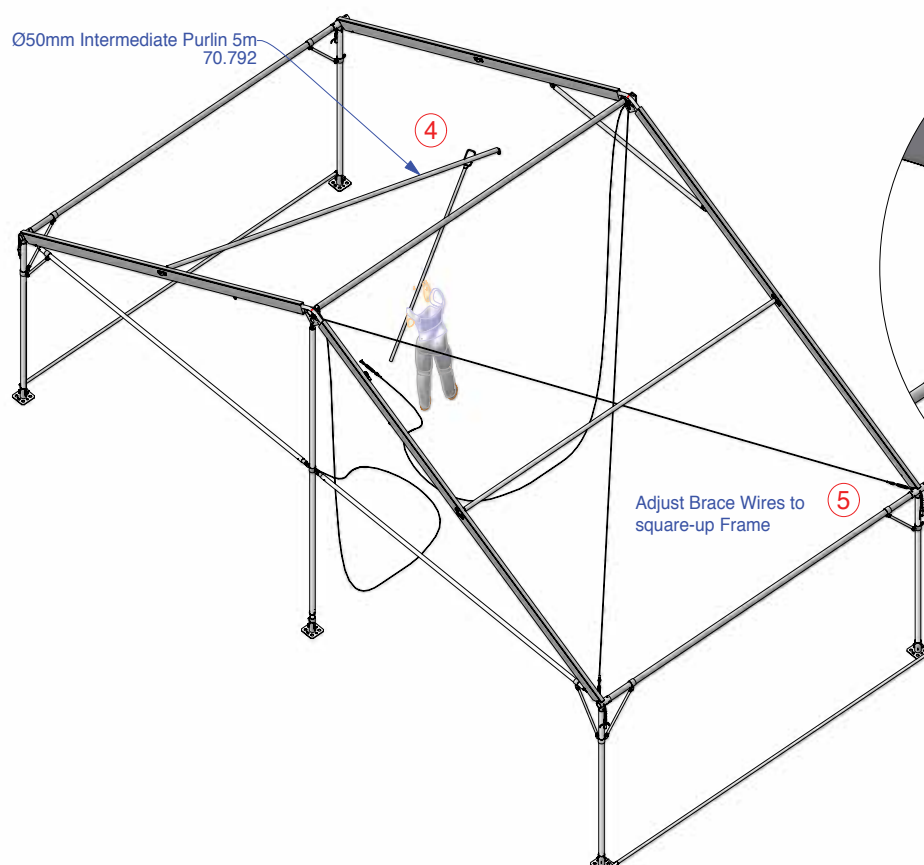 Ø50mm Intermediate Purlin 5m
70.792
4
Adjust Brace Wires to
square-up Frame
5